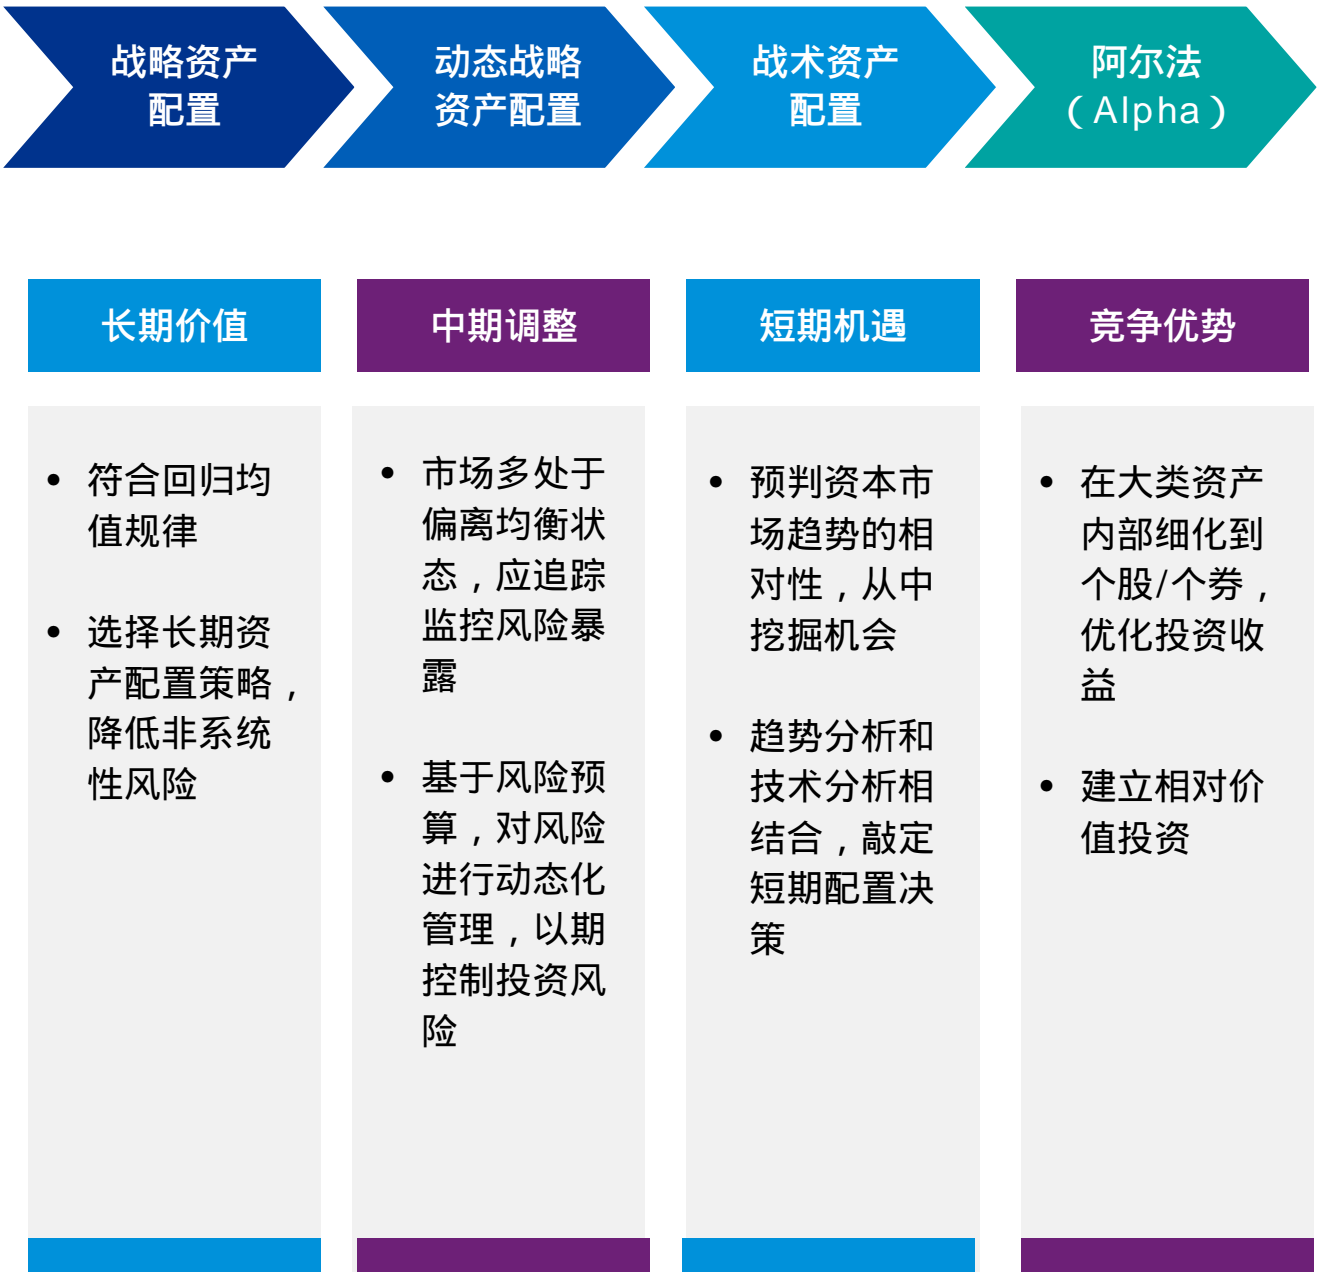 战略资产
配置
动态战略
资产配置
战术资产
配置
阿尔法
（Alpha）
长期价值
中期调整
短期机遇
竞争优势
• 符合回归均
值规律
• 选择长期资
产配置策略，
降低非系统
性风险
• 市场多处于
偏离均衡状
态，应追踪
监控风险暴
露
• 基于风险预
算，对风险
进行动态化
管理，以期
控制投资风
险
• 预判资本市
场趋势的相
对性，从中
挖掘机会
• 趋势分析和
技术分析相
结合，敲定
短期配置决
策
• 在大类资产
内部细化到
个股/个券，
优化投资收
益
• 建立相对价
值投资